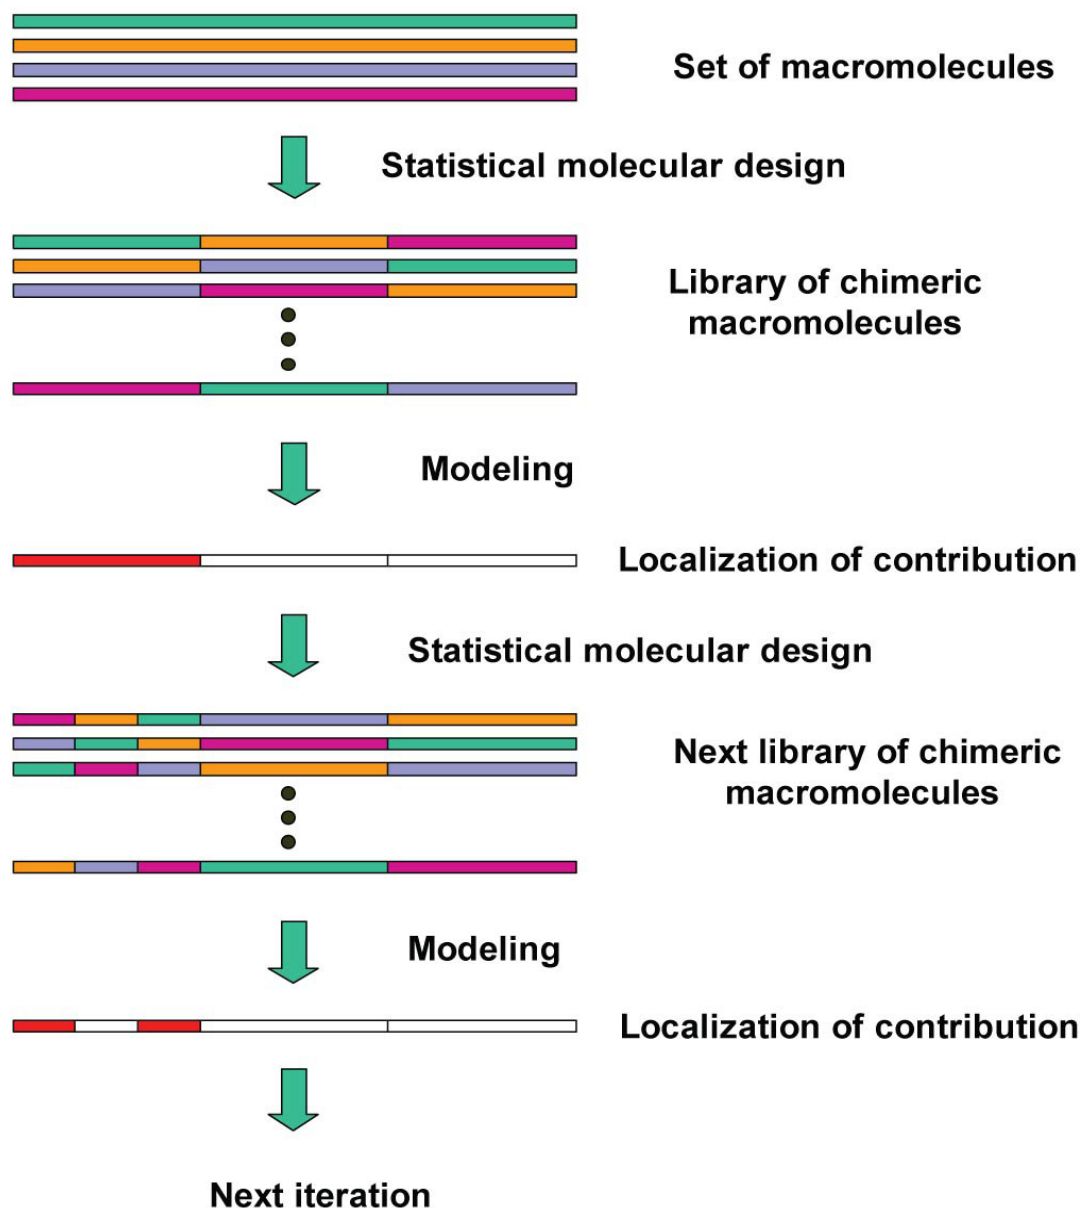 Set of macromolecules
Statistical molecular design
Library of chimeric
macromolecules
Modeling
Localization of contribution
Statistical molecular design
Next library of chimeric
macromolecules
Modeling
Localization of contribution
Next iteration